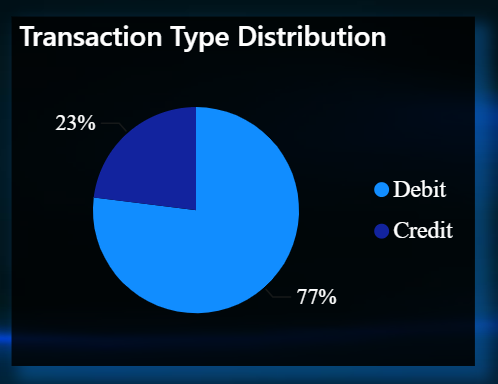 Transaction Type Distribution
23%
Debit
Credit
77%